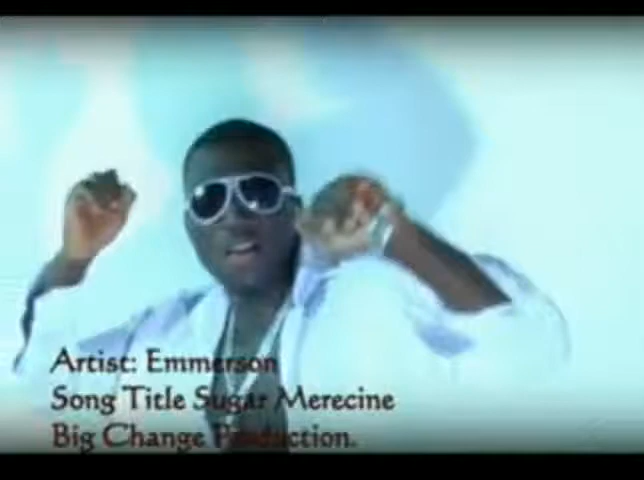 Artist: Emmerson
Song Title Sugar Merecine
Big Change Production.